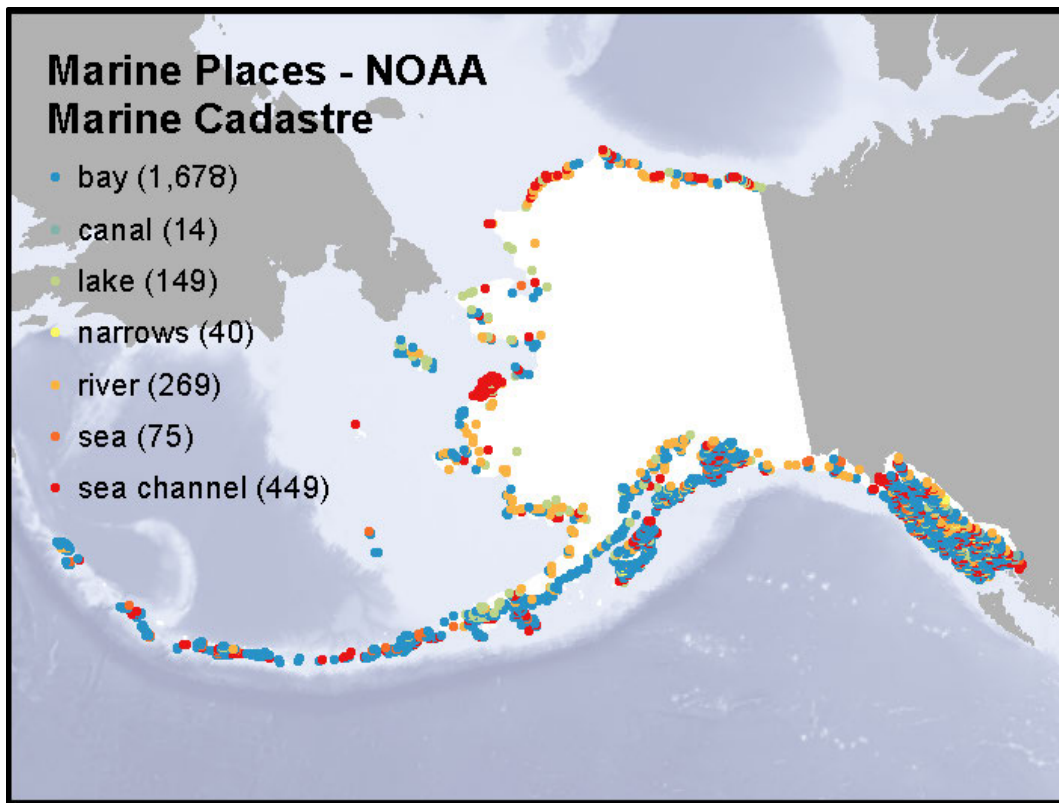 Marine Places - NOAA
Marine Cadastre
bay (1,678)
canal (14)
lake (149)
narrows (40)
river (269)
sea (75)
sea channel (449)